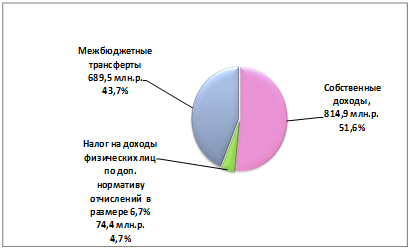 Межбюджетные
трансферты
689,5 млн.р.
43,7%
Собственные
доходы,
814,9 млн.р.
51,6%
Налог на доходы
физических лиц
по доп.
нормативу
отчислений в
размере 6,7%
74,4 млн.р.
4,7%